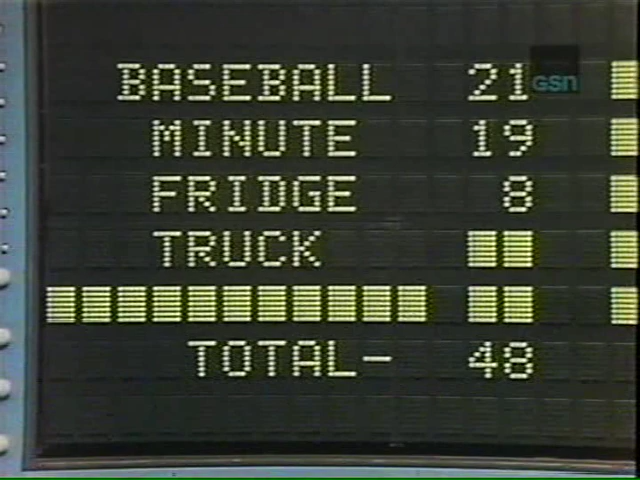 BASEBALL 21
GSN
MINUTE 19
FRIDGE 8
TRUCK
TOTAL- 48